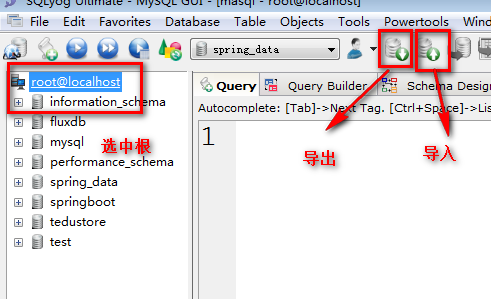 SQLyog Ultimate - MySQL GUI - [masql - root@localhost]
File Edit Favorites Database Table Objects Tools Powertools Window
spring_data
root@localhost
information_schema
fluxdb
mysql
performance_schema
spring_data
springboot
tedustore
test
选中根
Query Query Builder Schema Design
Autocomplete: [Tab]->Next Tag. [Ctrl+Space]->Lis
1
导出
导入